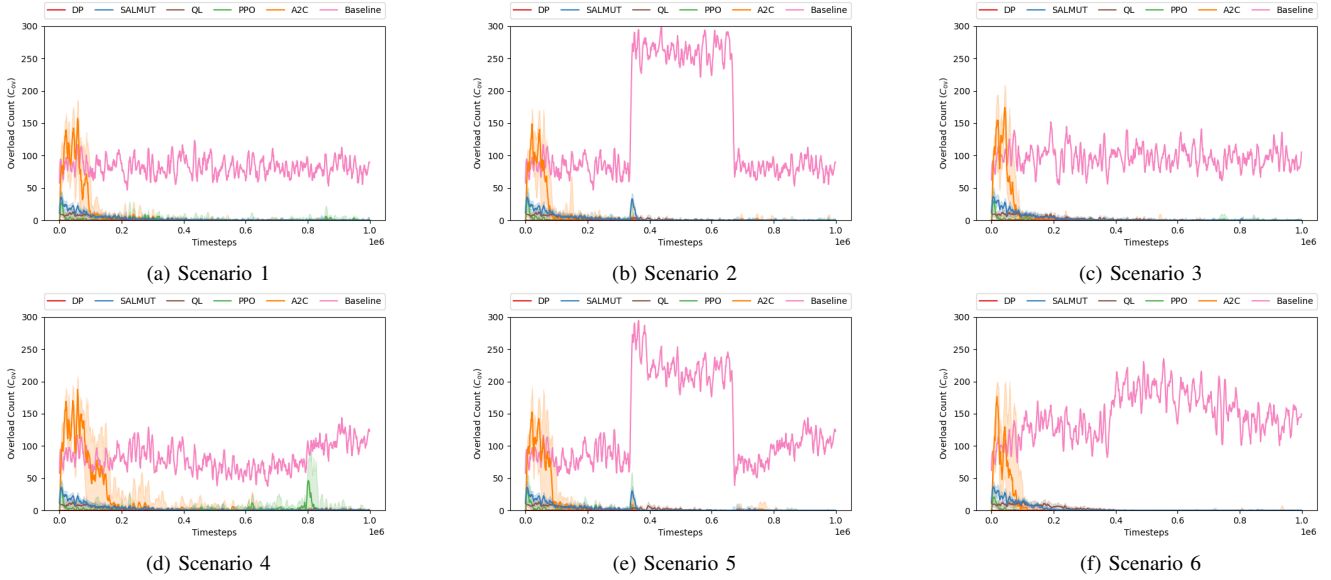 DP SALMUT QL PPO A2C Baseline
300
250
200
150
100
50
0
Overload Count (C_ov)
0.0 0.2 0.4 0.6 0.8 1.0
Timesteps
1e6
(a) Scenario 1
DP SALMUT QL PPO A2C Baseline
300
250
200
150
100
50
0
Overload Count (C_ov)
0.0 0.2 0.4 0.6 0.8 1.0
Timesteps
1e6
(b) Scenario 2
DP SALMUT QL PPO A2C Baseline
300
250
200
150
100
50
0
Overload Count (C_ov)
0.0 0.2 0.4 0.6 0.8 1.0
Timesteps
1e6
(c) Scenario 3
DP SALMUT QL PPO A2C Baseline
300
250
200
150
100
50
0
Overload Count (C_ov)
0.0 0.2 0.4 0.6 0.8 1.0
Timesteps
1e6
(d) Scenario 4
DP SALMUT QL PPO A2C Baseline
300
250
200
150
100
50
0
Overload Count (C_ov)
0.0 0.2 0.4 0.6 0.8 1.0
Timesteps
1e6
(e) Scenario 5
DP SALMUT QL PPO A2C Baseline
300
250
200
150
100
50
0
Overload Count (C_ov)
0.0 0.2 0.4 0.6 0.8 1.0
Timesteps
1e6
(f) Scenario 6